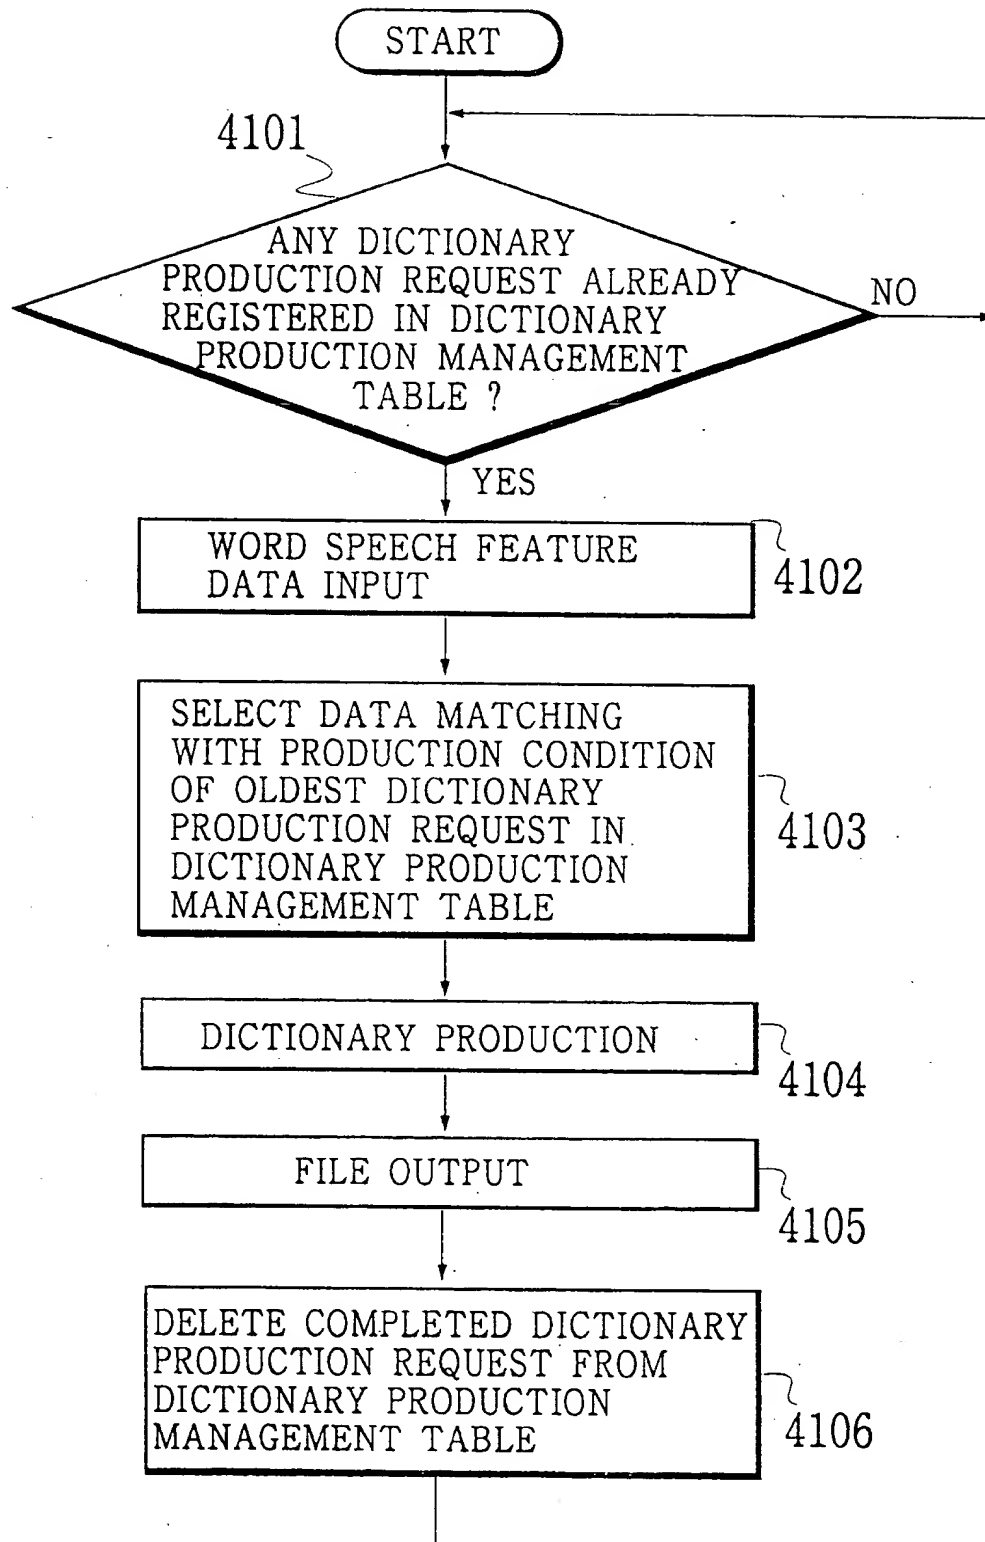 START
4101
ANY DICTIONARY
PRODUCTION REQUEST ALREADY
REGISTERED IN DICTIONARY
PRODUCTION MANAGEMENT
TABLE ?
NO
YES
WORD SPEECH FEATURE
DATA INPUT
4102
SELECT DATA MATCHING
WITH PRODUCTION CONDITION
OF OLDEST DICTIONARY
PRODUCTION REQUEST IN
DICTIONARY PRODUCTION
MANAGEMENT TABLE
4103
DICTIONARY PRODUCTION
4104
FILE OUTPUT
4105
DELETE COMPLETED DICTIONARY
PRODUCTION REQUEST FROM
DICTIONARY PRODUCTION
MANAGEMENT TABLE
4106